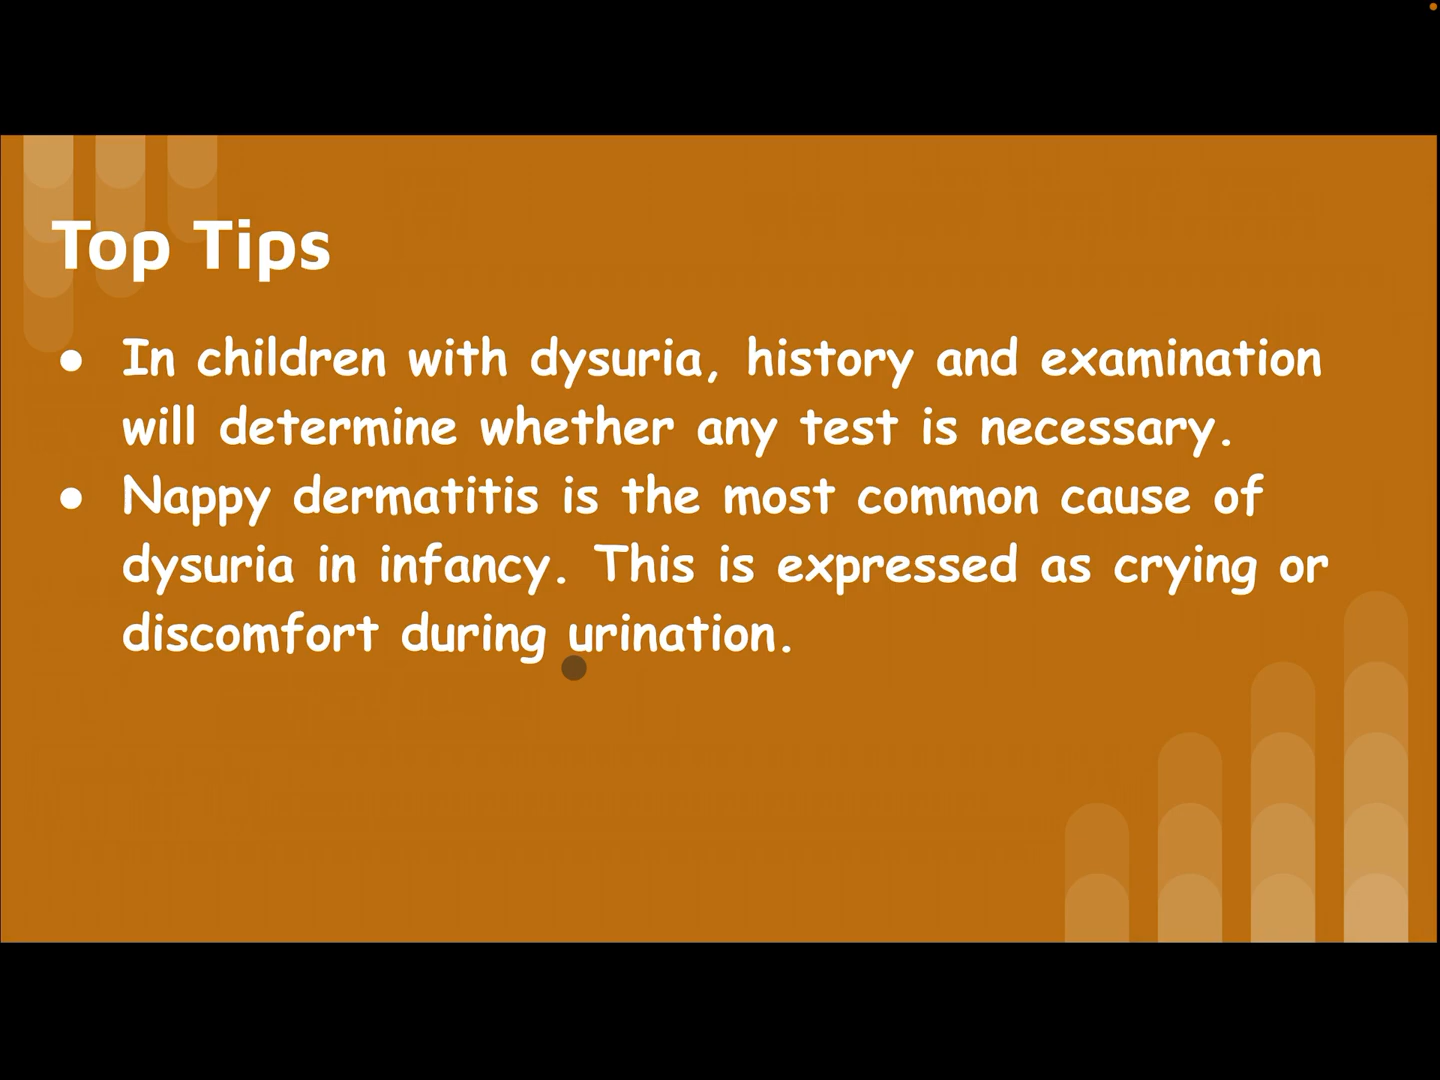 Top Tips
● In children with dysuria, history and examination
will determine whether any test is necessary.
● Nappy dermatitis is the most common cause of
dysuria in infancy. This is expressed as crying or
discomfort during urination.